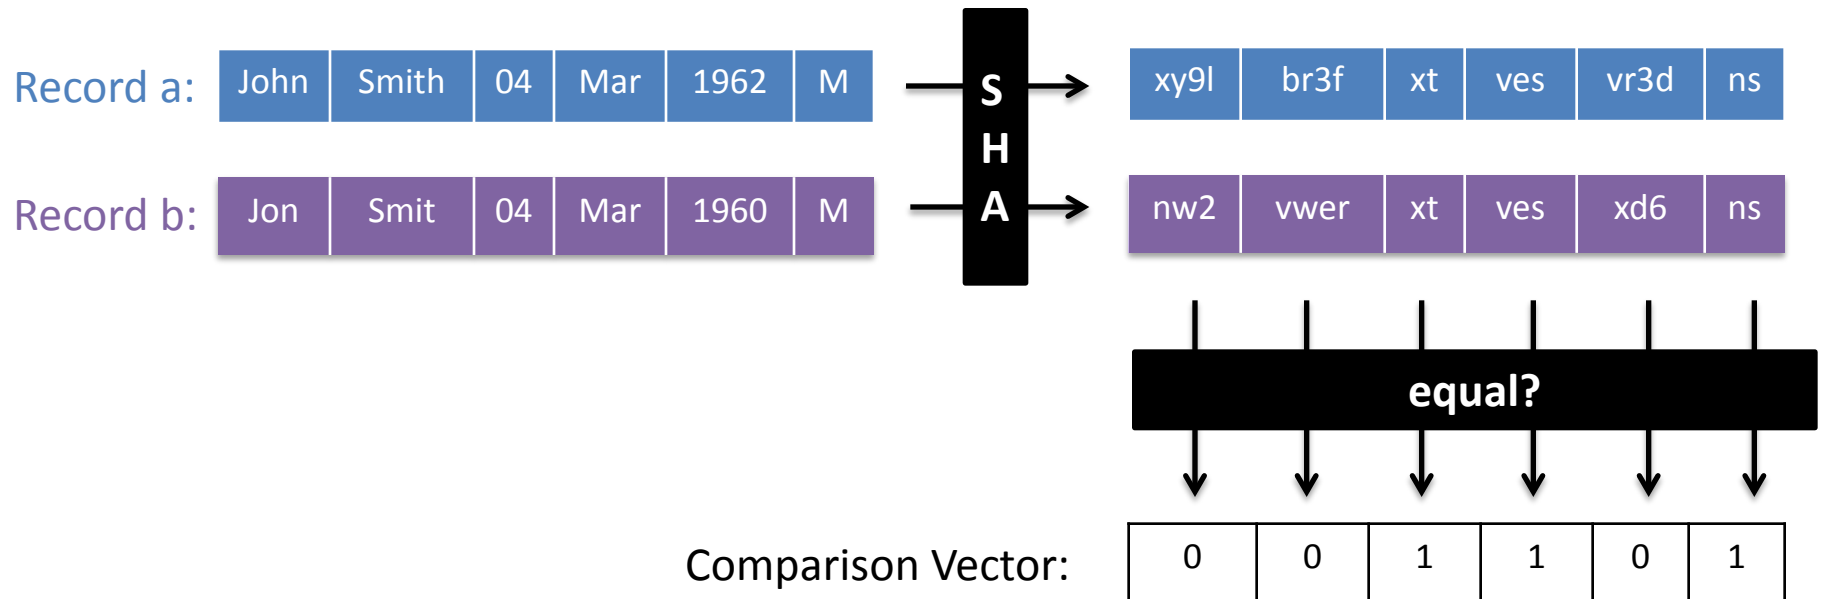 Record a: John Smith 04 Mar 1962 M
S
H
A
xy9l br3f xt ves vr3d ns
Record b: Jon Smit 04 Mar 1960 M
nw2 vwer xt ves xd6 ns
equal?
Comparison Vector: 0 0 1 1 0 1